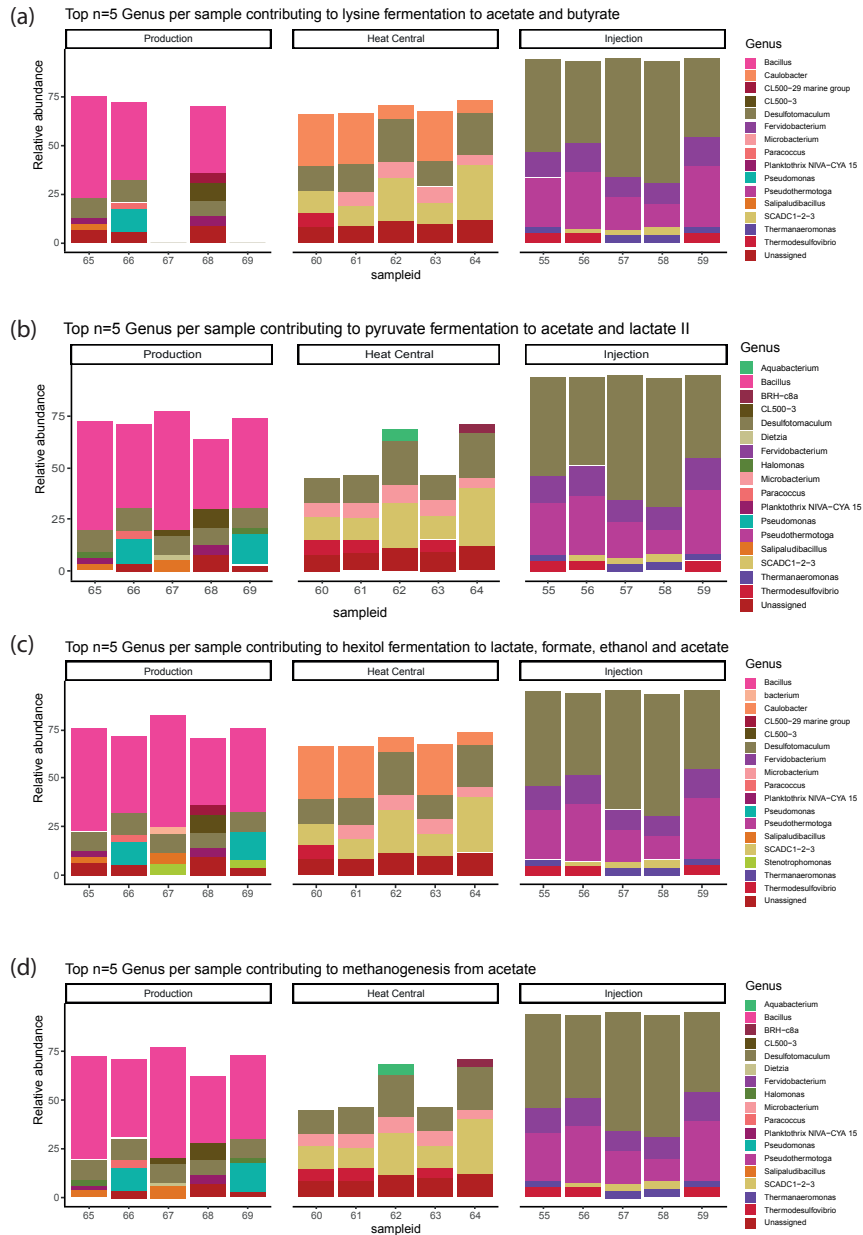 (a)
Top n=5 Genus per sample contributing to lysine fermentation to acetate and butyrate
Production
Heat Central
Injection
Relative abundance
75
50
25
0
65 66 67 68 69
60 61 62 63 64
55 56 57 58 59
sampleid
Genus
Bacillus
Caulobacter
CL500-29 marine group
CL500-3
Desulfotomaculum
Fervidobacterium
Microbacterium
Paracoccus
Planktothrix NIVA-CYA 15
Pseudomonas
Pseudothermotoga
Salipaludibacillus
SCADC1-2-3
Thermanaeromonas
Thermodesulfovibrio
Unassigned
(b)
Top n=5 Genus per sample contributing to pyruvate fermentation to acetate and lactate II
Production
Heat Central
Injection
Relative abundance
75
50
25
0
65 66 67 68 69
60 61 62 63 64
55 56 57 58 59
sampleid
Genus
Aquabacterium
Bacillus
BRH-c8a
CL500-3
Desulfotomaculum
Dietzia
Fervidobacterium
Halomonas
Microbacterium
Paracoccus
Planktothrix NIVA-CYA 15
Pseudomonas
Pseudothermotoga
Salipaludibacillus
SCADC1-2-3
Thermanaeromonas
Thermodesulfovibrio
Unassigned
(c)
Top n=5 Genus per sample contributing to hexitol fermentation to lactate, formate, ethanol and acetate
Production
Heat Central
Injection
Relative abundance
75
50
25
0
65 66 67 68 69
60 61 62 63 64
55 56 57 58 59
Genus
Bacillus
bacterium
Caulobacter
CL500-29 marine group
CL500-3
Desulfotomaculum
Fervidobacterium
Microbacterium
Paracoccus
Planktothrix NIVA-CYA 15
Pseudomonas
Pseudothermotoga
Salipaludibacillus
SCADC1-2-3
Stenotrophomonas
Thermanaeromonas
Thermodesulfovibrio
Unassigned
(d)
Top n=5 Genus per sample contributing to methanogenesis from acetate
Production
Heat Central
Injection
Relative abundance
75
50
25
0
65 66 67 68 69
60 61 62 63 64
55 56 57 58 59
sampleid
Genus
Aquabacterium
Bacillus
BRH-c8a
CL500-3
Desulfotomaculum
Dietzia
Fervidobacterium
Halomonas
Microbacterium
Paracoccus
Planktothrix NIVA-CYA 15
Pseudomonas
Pseudothermotoga
Salipaludibacillus
SCADC1-2-3
Thermanaeromonas
Thermodesulfovibrio
Unassigned